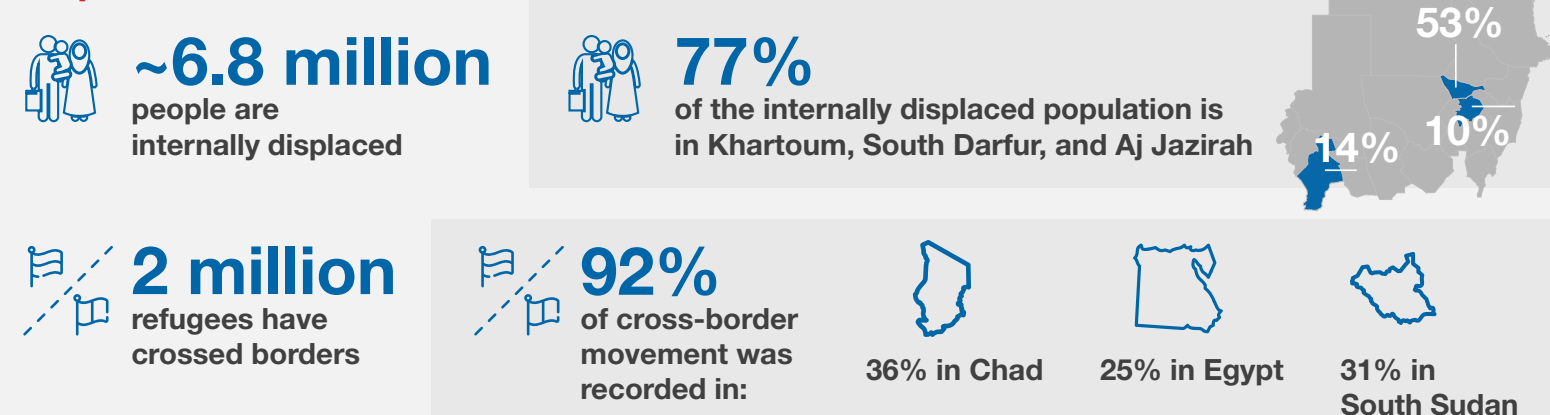 ~6.8 million
people are
internally displaced
77%
of the internally displaced population is
in Khartoum, South Darfur, and Aj Jazirah
53%
10%
14%
2 million
refugees have
crossed borders
92%
of cross-border
movement was
recorded in:
36% in Chad
25% in Egypt
31% in
South Sudan